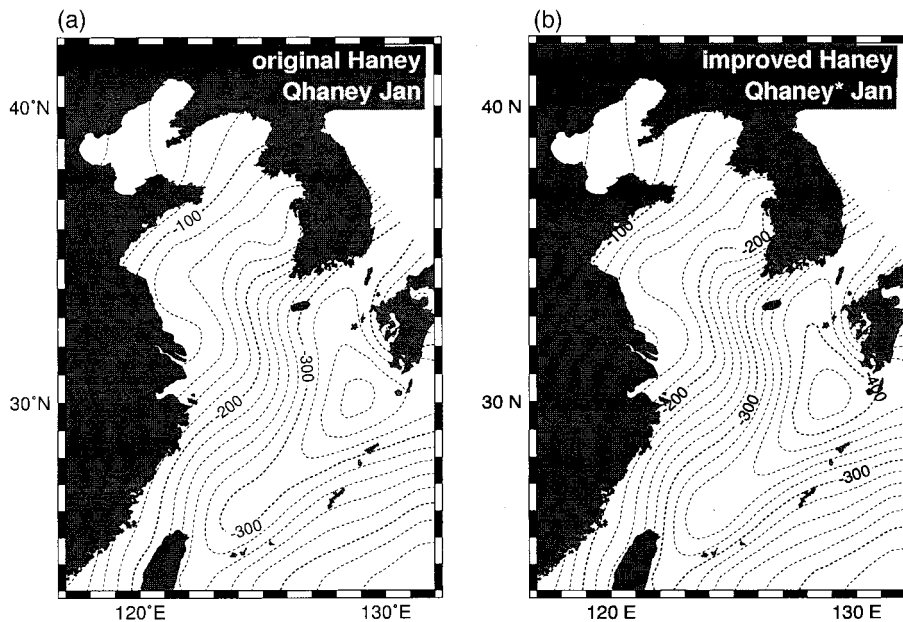 (a)
original Haney
Qhaney Jan
40°N
30°N
120°E
130°E
-100
-200
300
-300
(b)
improved Haney
Qhaney* Jan
40 N
30 N
120 E
130 E
-100
-200
-200
-300
-400
-300